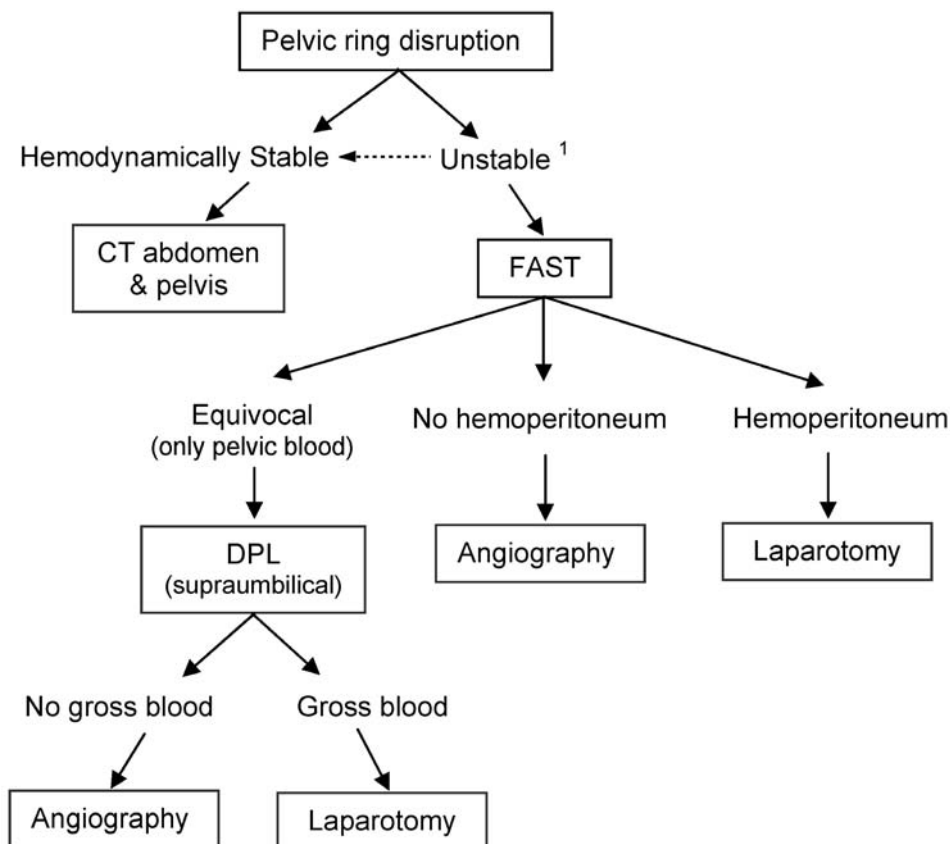 Pelvic ring disruption
Hemodynamically Stable
Unstable 1
CT abdomen
& pelvis
FAST
Equivocal
(only pelvic blood)
No hemoperitoneum
Hemoperitoneum
DPL
(supraumbilical)
Angiography
Laparotomy
No gross blood
Gross blood
Angiography
Laparotomy